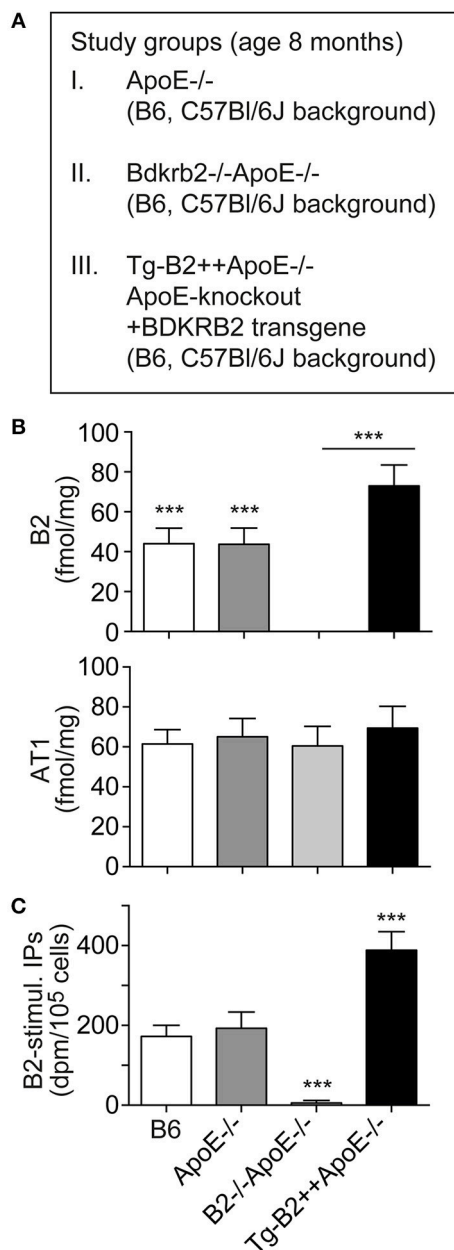 A
Study groups (age 8 months)
I. ApoE-/-
(B6, C57Bl/6J background)
II. Bdkrb2-/-ApoE-/-
(B6, C57Bl/6J background)
III. Tg-B2++ApoE-/-
ApoE-knockout
+BDKRB2 transgene
(B6, C57Bl/6J background)
B
B2
(fmol/mg)
100
80
60
40
20
0
***
***
***
AT1
(fmol/mg)
100
80
60
40
20
0
C
B2-stimul. IPs
(dpm/10⁵ cells)
400
200
0
***
***
B6
ApoE-/-
B2-/-ApoE-/-
Tg-B2++ApoE-/-